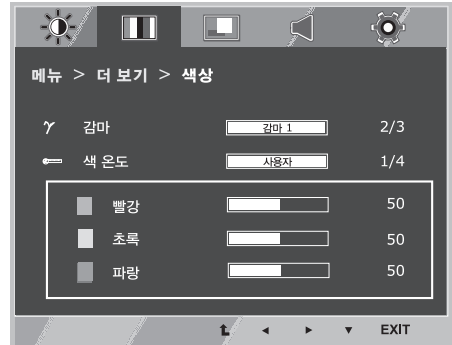 메뉴 > 더 보기 > 색상
γ 감마 감마 1 2/3
색 온도 사용자 1/4
빨강 50
초록 50
파랑 50
EXIT